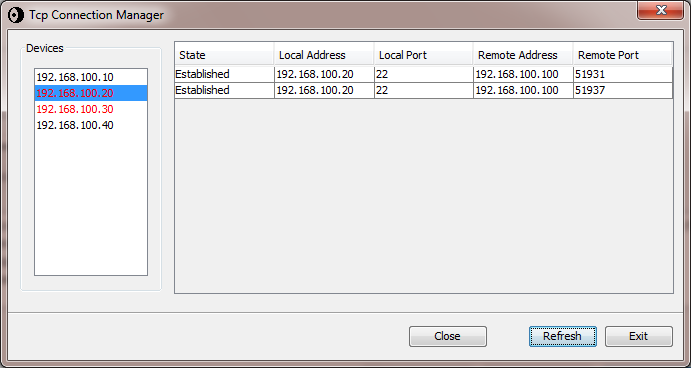 Tcp Connection Manager
Devices
192.168.100.10
192.168.100.20
192.168.100.30
192.168.100.40
State Local Address Local Port Remote Address Remote Port
Established 192.168.100.20 22 192.168.100.100 51931
Established 192.168.100.20 22 192.168.100.100 51937
Close Refresh Exit